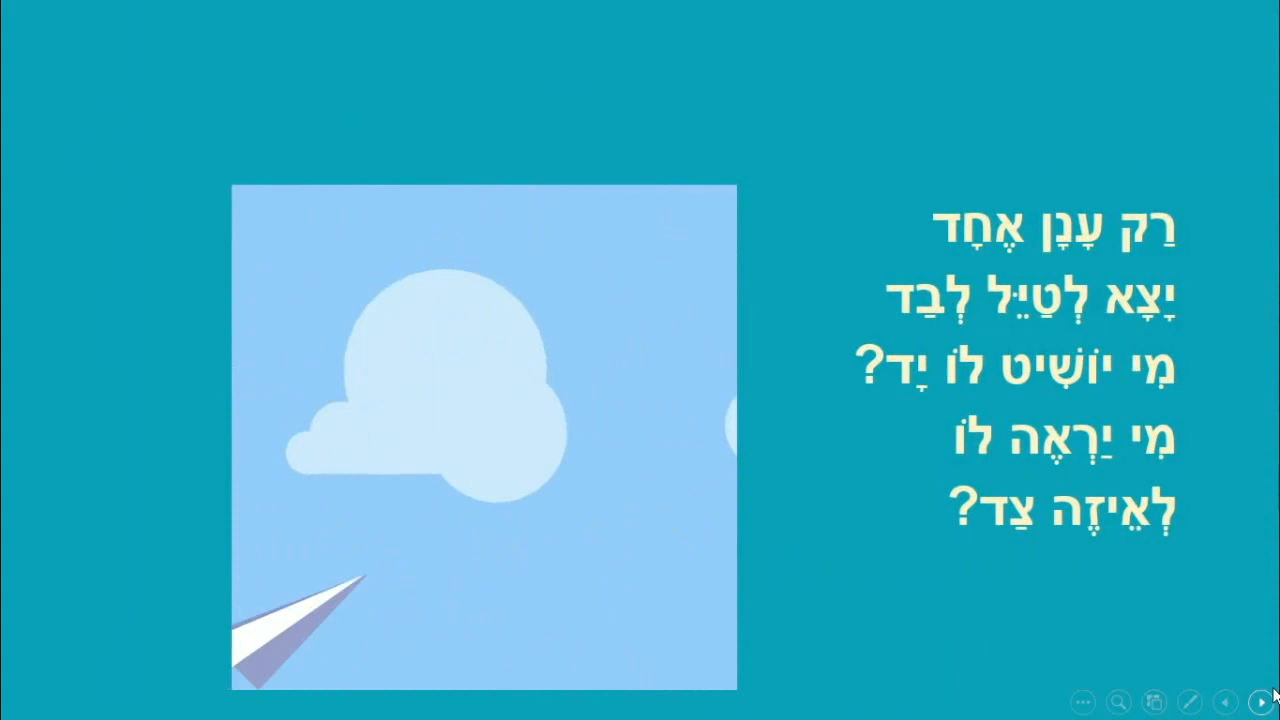 רַק עָנָן אֶחָד
יָצָא לְטַיֵּל לְבַד
מִי יוֹשִׁיט לוֹ יָד?
מִי יַרְאֶה לוֹ
לְאֵיזֶה צַד?